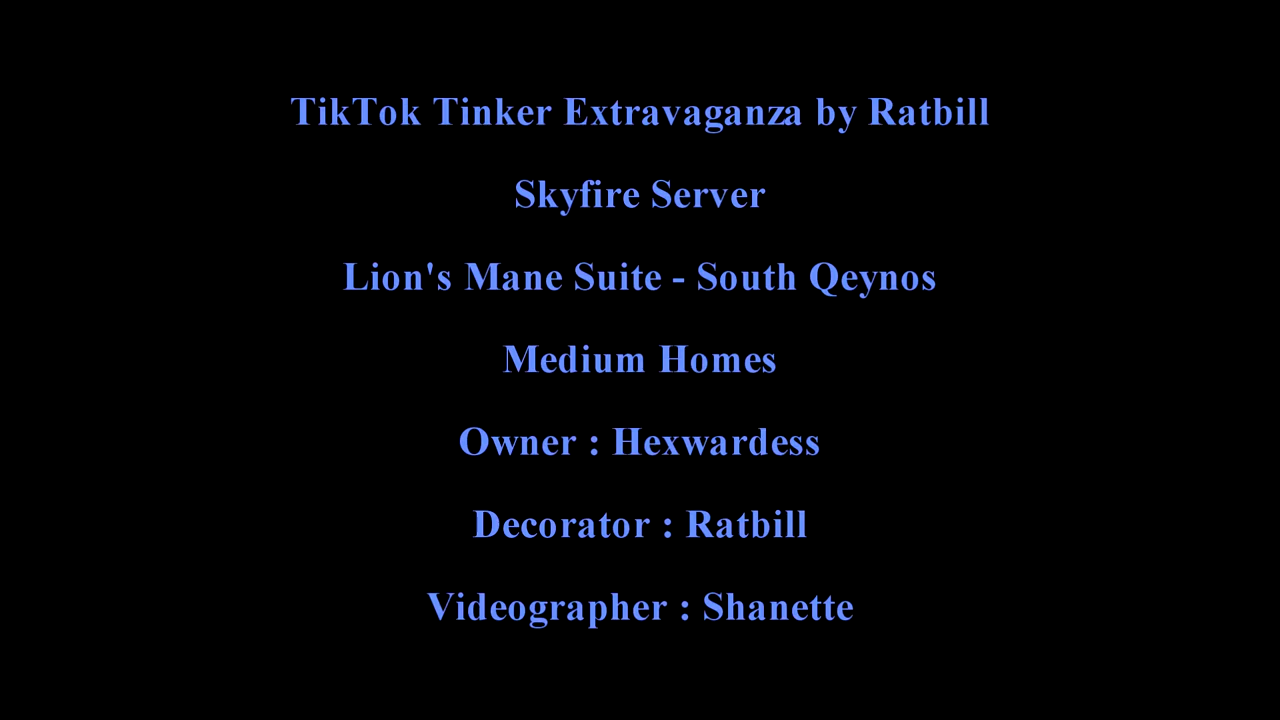 TikTok Tinker Extravaganza by Ratbill
Skyfire Server
Lion's Mane Suite - South Qeynos
Medium Homes
Owner : Hexwardess
Decorator : Ratbill
Videographer : Shanette